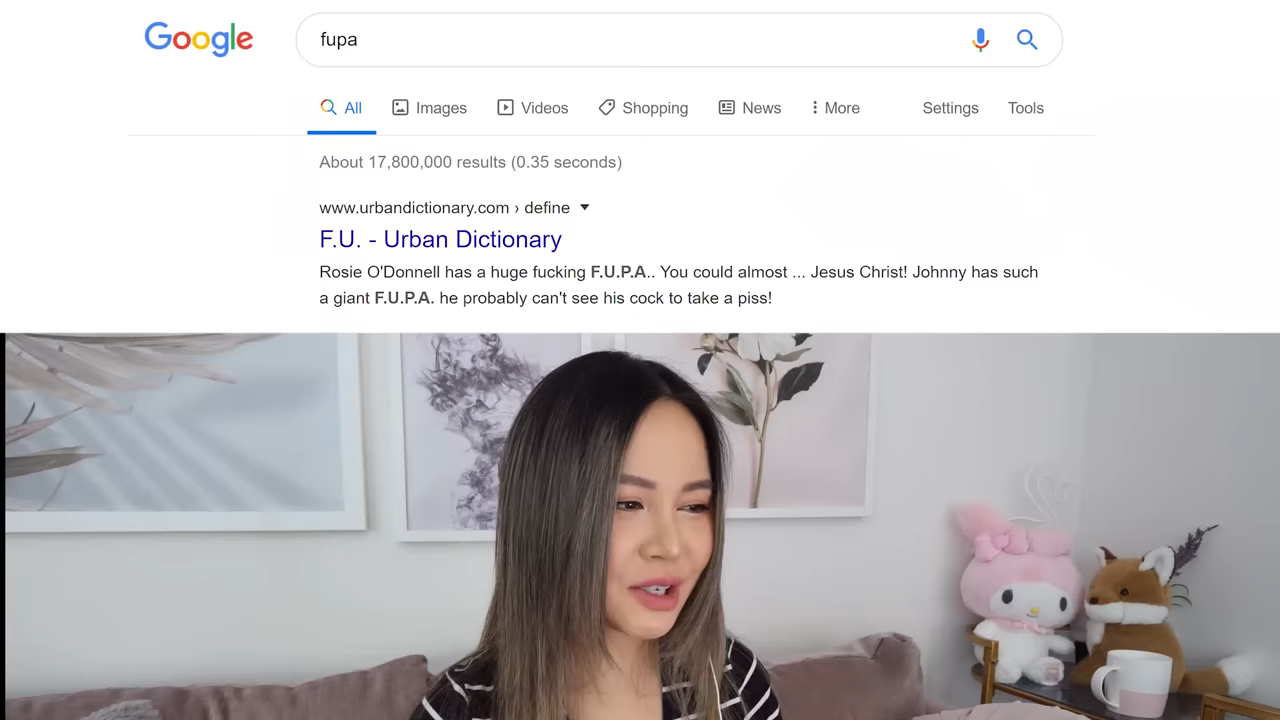 Google
fupa
All Images Videos Shopping News More Settings Tools
About 17,800,000 results (0.35 seconds)
www.urbandictionary.com › define
F.U. - Urban Dictionary
Rosie O'Donnell has a huge fucking F.U.P.A.. You could almost ... Jesus Christ! Johnny has such
a giant F.U.P.A. he probably can't see his cock to take a piss!